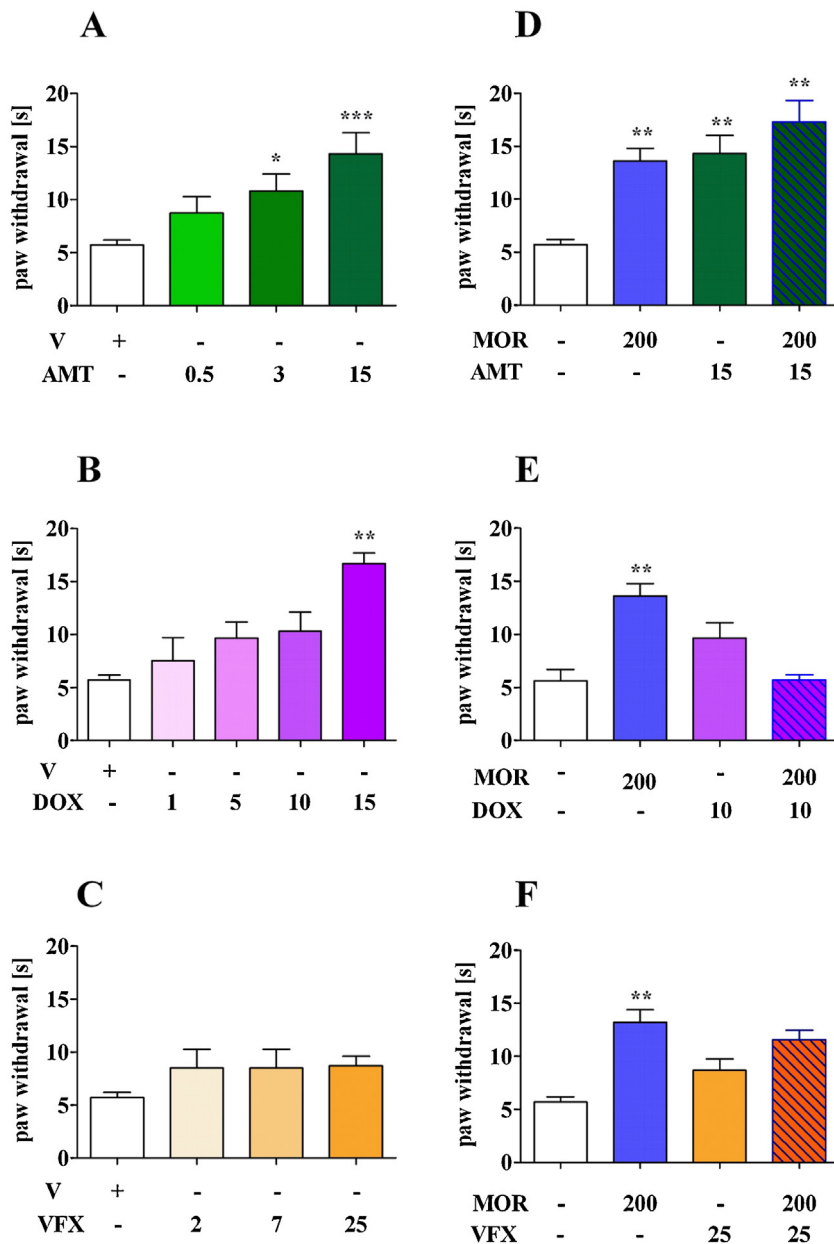 A
paw withdrawal [s]
20
15
10
5
0
*
***
V + - - -
AMT - 0.5 3 15
D
paw withdrawal [s]
20
15
10
5
0
**
**
**
MOR - 200 - 200
AMT - - 15 15
B
paw withdrawal [s]
20
15
10
5
0
**
V + - - - -
DOX - 1 5 10 15
E
paw withdrawal [s]
20
15
10
5
0
**
MOR - 200 - 200
DOX - - 10 10
C
paw withdrawal [s]
20
15
10
5
0
V + - - -
VFX - 2 7 25
F
paw withdrawal [s]
20
15
10
5
0
**
MOR - 200 - 200
VFX - - 25 25